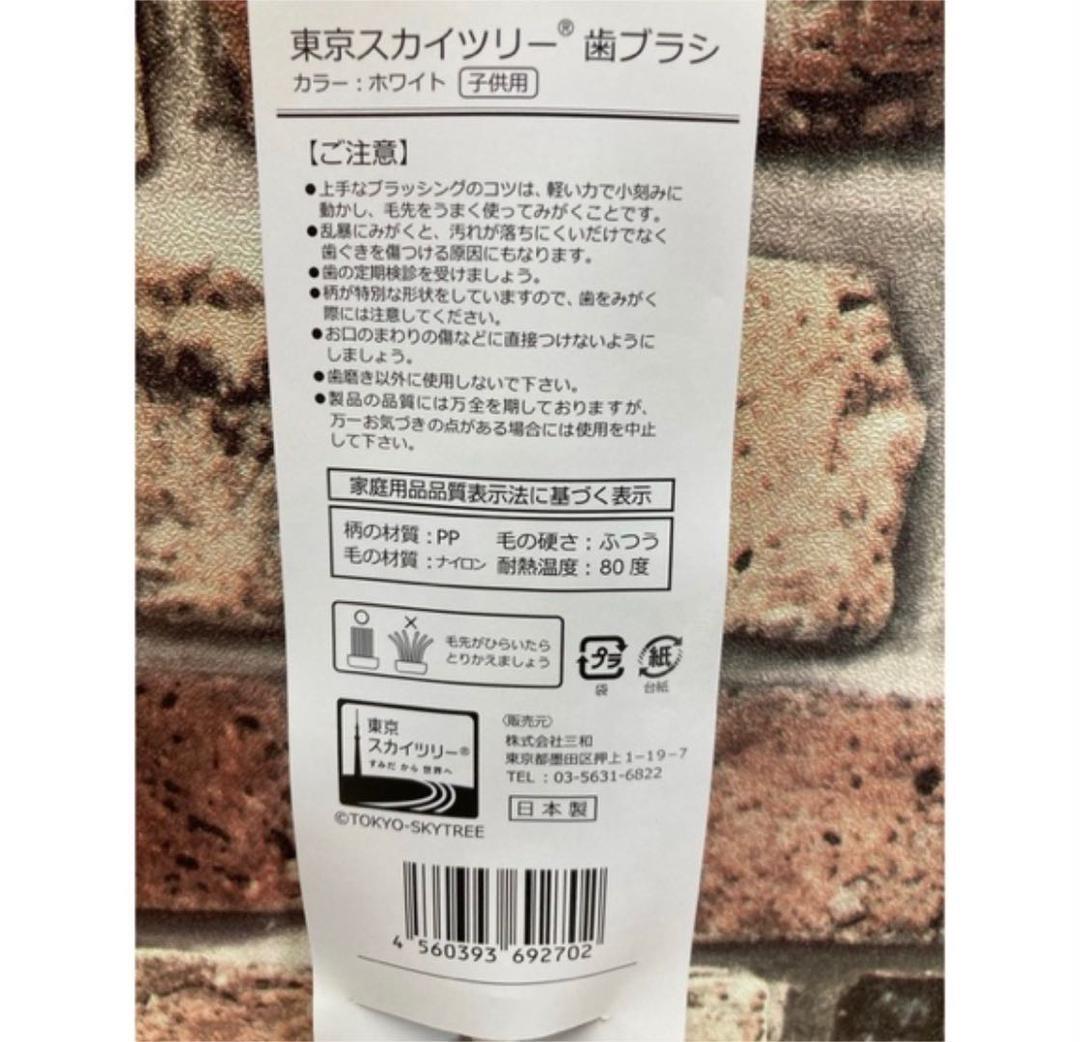 東京スカイツリー®歯ブラシ
カラー：ホワイト 子供用
【ご注意】
●上手なブラッシングのコツは、軽い力で小刻みに
動かし、毛先をうまく使ってみがくことです。
●乱暴にみがくと、汚れが落ちにくいだけでなく
歯ぐきを傷つける原因にもなります。
●歯の定期検診を受けましょう。
●柄が特別な形状をしていますので、歯をみがく
際には注意してください。
●お口のまわりの傷などに直接つけないように
しましょう。
●歯磨き以外に使用しないで下さい。
●製品の品質には万全を期しておりますが、
万一お気づきの点がある場合には使用を中止
して下さい。
家庭用品品質表示法に基づく表示
柄の材質：PP 毛の硬さ：ふつう
毛の材質：ナイロン 耐熱温度：80度
○ ×
毛先がひらいたら
とりかえましょう
プラ
袋
紙
台紙
東京
スカイツリー®
すみだ から 世界へ
©TOKYO-SKYTREE
〈販売元〉
株式会社三和
東京都墨田区押上1-19-7
TEL：03-5631-6822
日本製
4 560393 692702